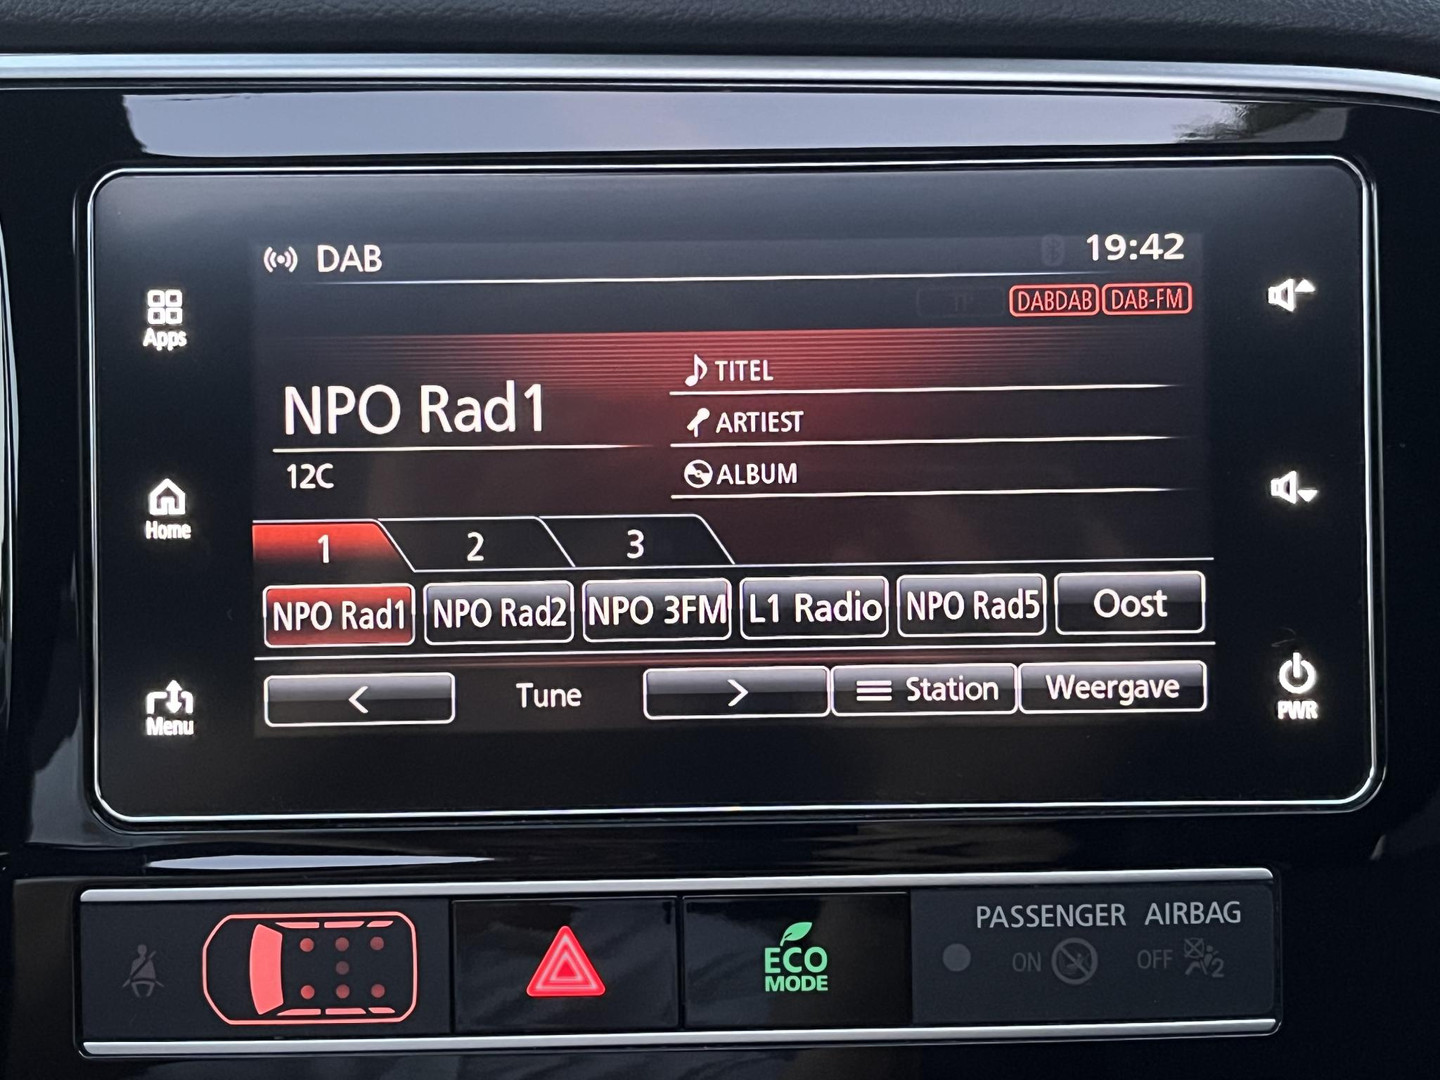 DAB
19:42
TP DABDAB DAB-FM
Apps
TITEL
NPO Rad1
ARTIEST
12C
ALBUM
Home
1 2 3
NPO Rad1 NPO Rad2 NPO 3FM L1 Radio NPO Rad5 Oost
< Tune > Station Weergave
Menu
PWR
PASSENGER AIRBAG
ON OFF 2
ECO
MODE